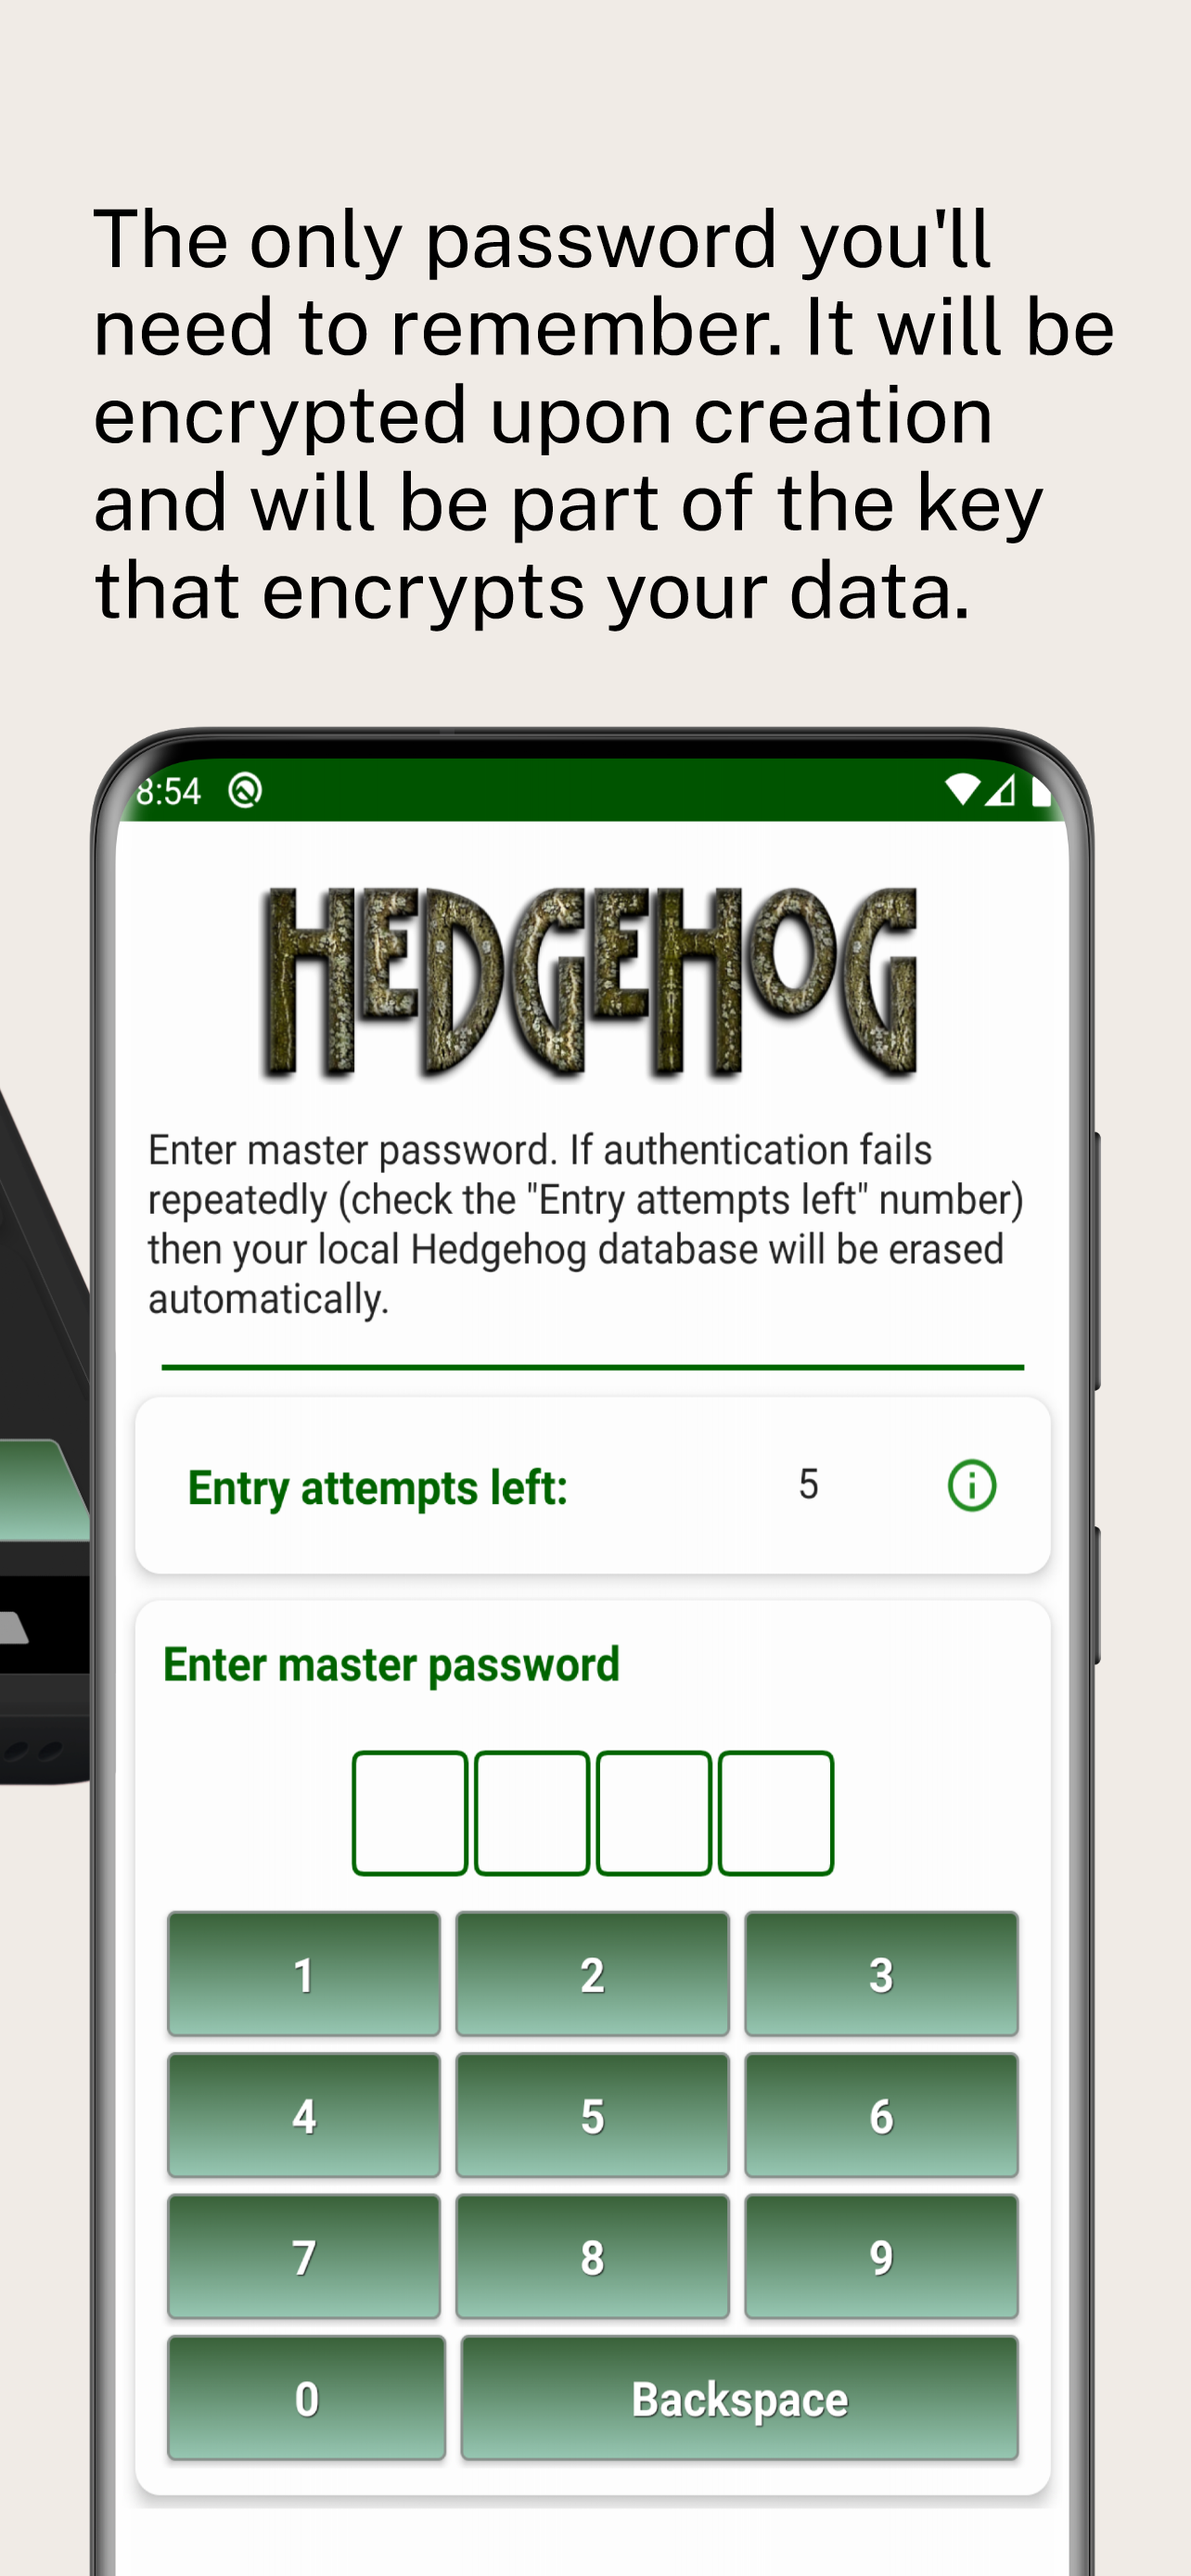 The only password you'll
need to remember. It will be
encrypted upon creation
and will be part of the key
that encrypts your data.
8:54
HEDGEHOG
Enter master password. If authentication fails
repeatedly (check the "Entry attempts left" number)
then your local Hedgehog database will be erased
automatically.
Entry attempts left: 5
Enter master password
1 2 3
4 5 6
7 8 9
0 Backspace